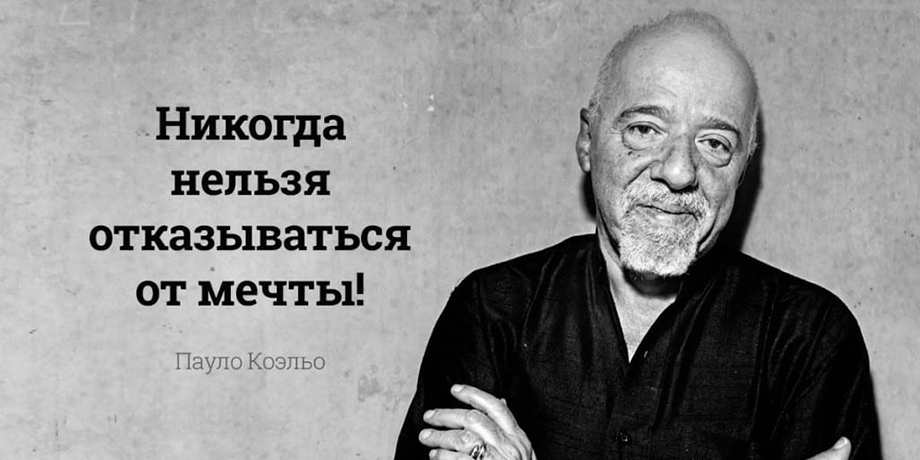 Никогда
нельзя
отказываться
от мечты!
Пауло Коэльо